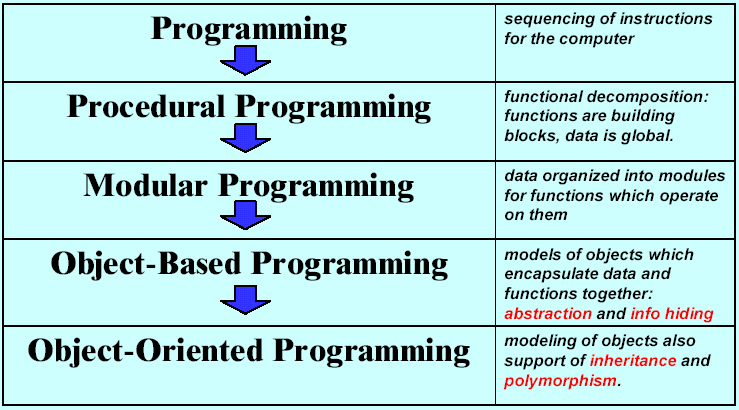 Programming
sequencing of instructions
for the computer
Procedural Programming
functional decomposition:
functions are building
blocks, data is global.
Modular Programming
data organized into modules
for functions which operate
on them
Object-Based Programming
models of objects which
encapsulate data and
functions together:
abstraction and info hiding
Object-Oriented Programming
modeling of objects also
support of inheritance and
polymorphism.